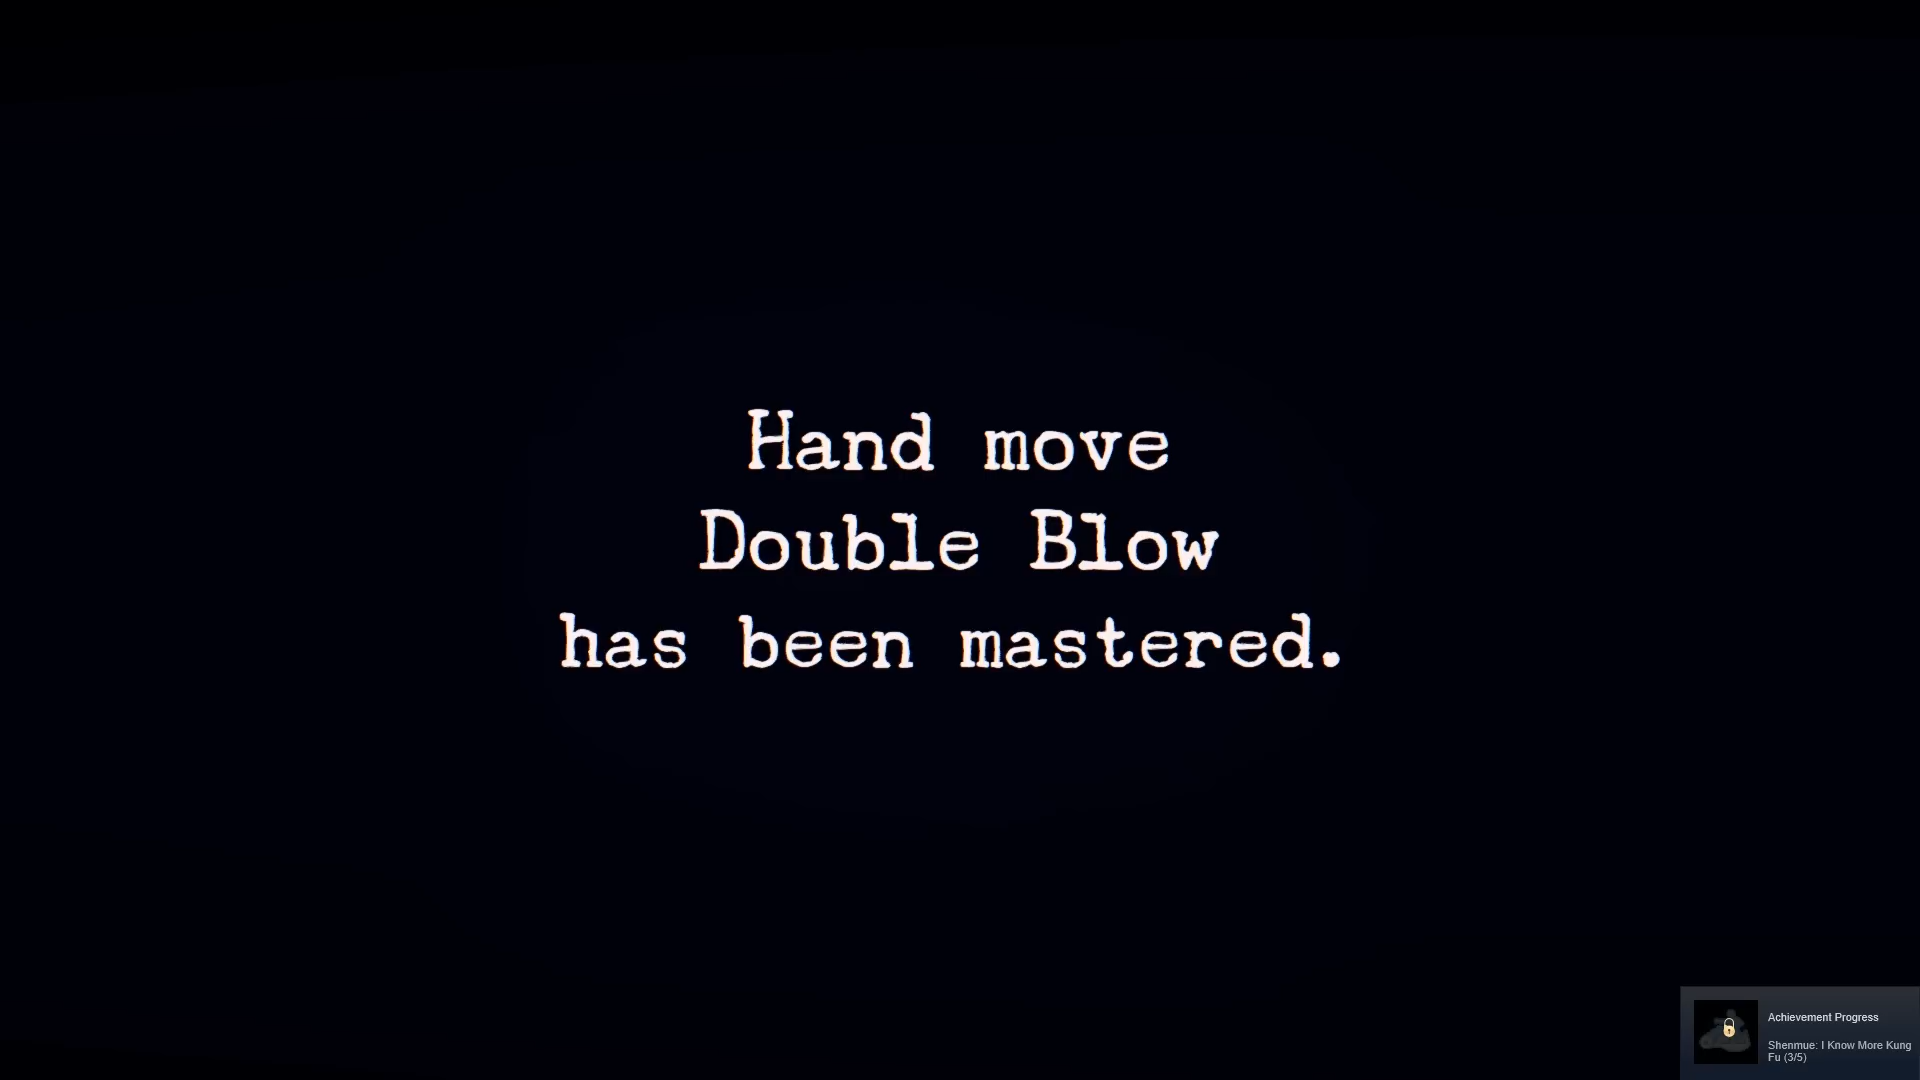 Hand move
Double Blow
has been mastered.
Achievement Progress
Shenmue: I Know More Kung
Fu (3/5)